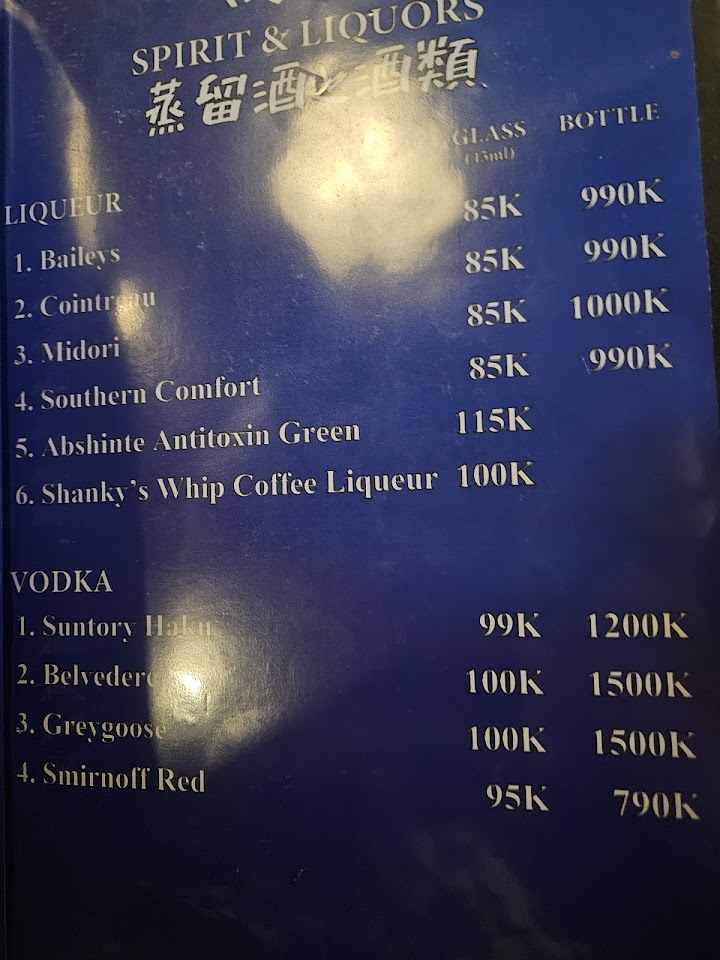 SPIRIT & LIQUORS
蒸留酒と酒類
GLASS BOTTLE
LIQUEUR
1. Baileys 85K 990K
2. Cointreau 85K 990K
3. Midori 85K 1000K
4. Southern Comfort 85K 990K
5. Abshinte Antitoxin Green 115K
6. Shanky's Whip Coffee Liqueur 100K
VODKA
1. Suntory Haku 99K 1200K
2. Belvedere 100K 1500K
3. Greygoose 100K 1500K
4. Smirnoff Red 95K 790K